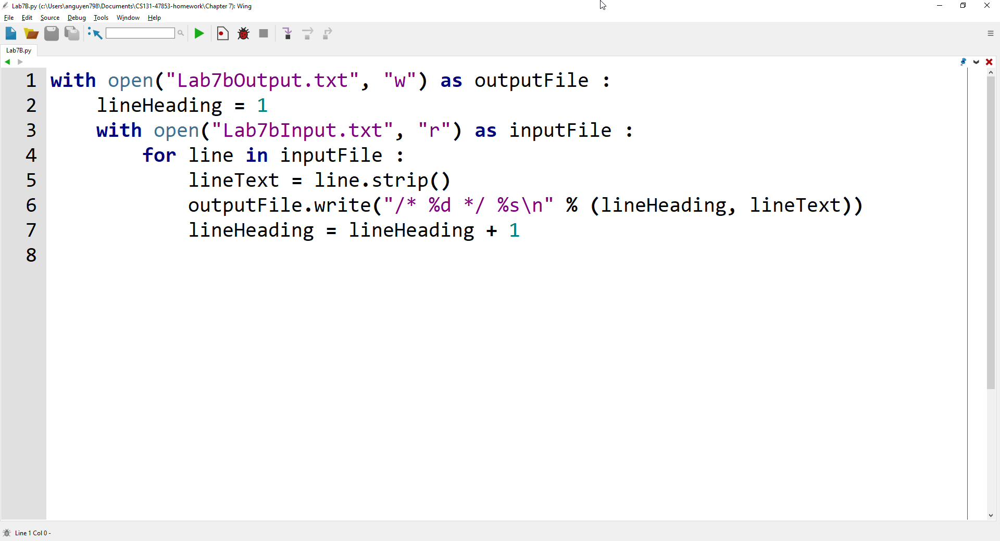 Lab7B.py (c:\Users\anguyen798\Documents\CS131-47853-homework\Chapter 7): Wing
File Edit Source Debug Tools Window Help
Lab7B.py
1 with open("Lab7bOutput.txt", "w") as outputFile :
2     lineHeading = 1
3     with open("Lab7bInput.txt", "r") as inputFile :
4         for line in inputFile :
5             lineText = line.strip()
6             outputFile.write("/* %d */ %s\n" % (lineHeading, lineText))
7             lineHeading = lineHeading + 1
8
Line 1 Col 0 -